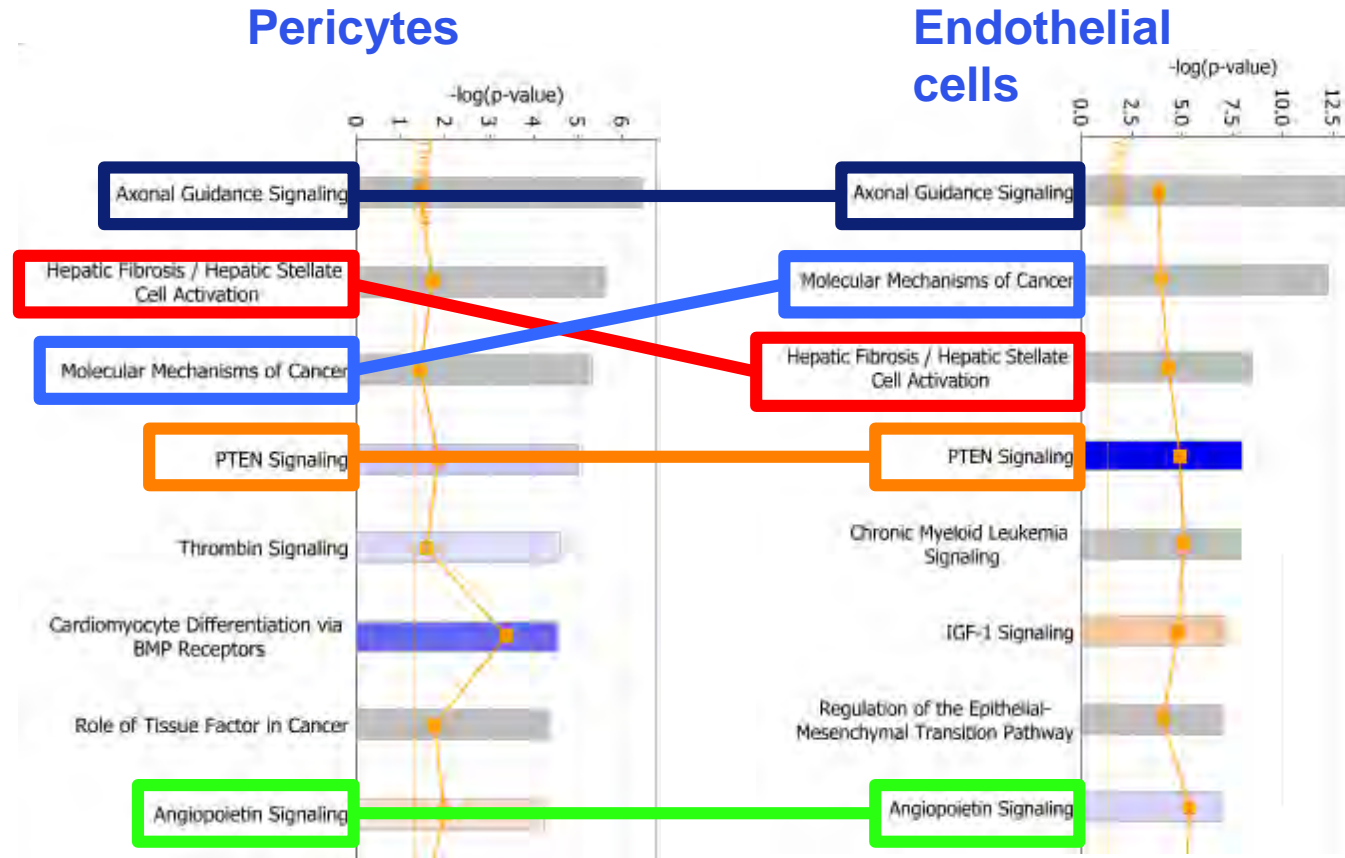 Pericytes
-log(p-value)
0 1 2 3 4 5 6
Axonal Guidance Signaling
Hepatic Fibrosis / Hepatic Stellate
Cell Activation
Molecular Mechanisms of Cancer
PTEN Signaling
Thrombin Signaling
Cardiomyocyte Differentiation via
BMP Receptors
Role of Tissue Factor in Cancer
Angiopoietin Signaling
Endothelial
cells
-log(p-value)
0.0 2.5 5.0 7.5 10.0 12.5
Axonal Guidance Signaling
Molecular Mechanisms of Cancer
Hepatic Fibrosis / Hepatic Stellate
Cell Activation
PTEN Signaling
Chronic Myeloid Leukemia
Signaling
IGF-1 Signaling
Regulation of the Epithelial-
Mesenchymal Transition Pathway
Angiopoietin Signaling